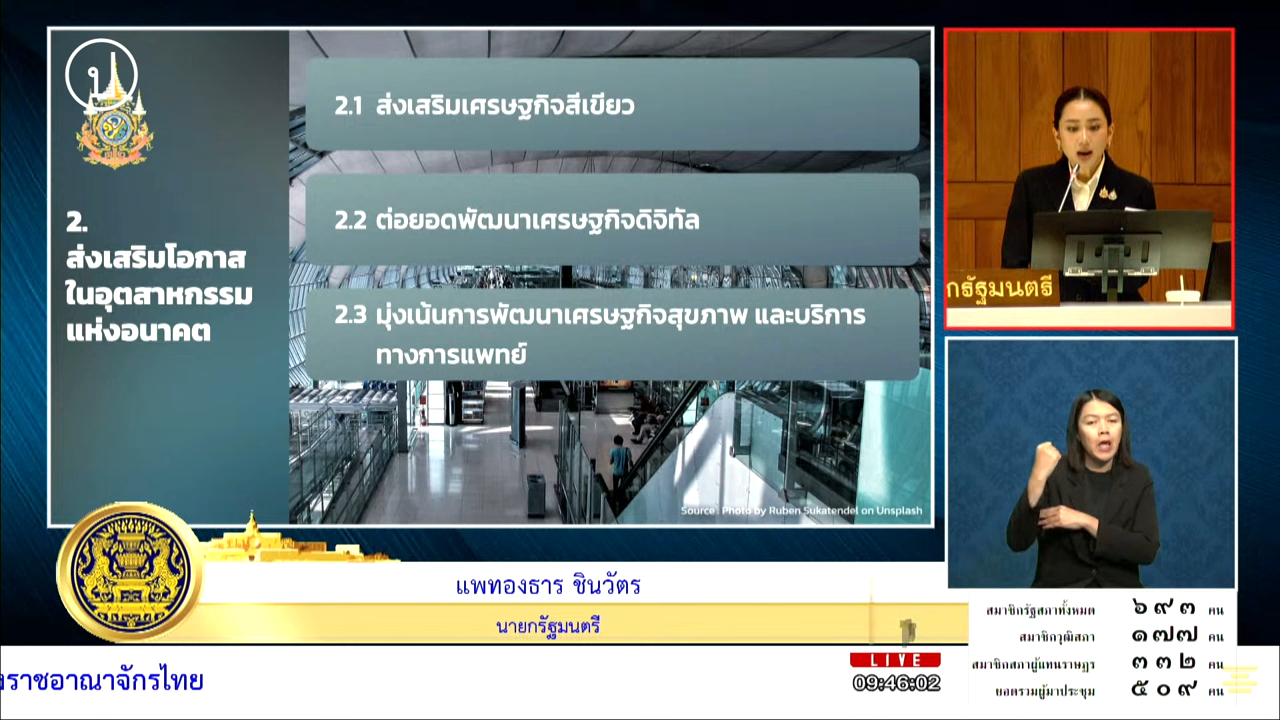 น
2.
ส่งเสริมโอกาส
ในอุตสาหกรรม
แห่งอนาคต
2.1 ส่งเสริมเศรษฐกิจสีเขียว
2.2 ต่อยอดพัฒนาเศรษฐกิจดิจิทัล
2.3 มุ่งเน้นการพัฒนาเศรษฐกิจสุขภาพ และบริการ
ทางการแพทย์
Source : Photo by Ruben Sukatendel on Unsplash
กรัฐมนตรี
แพทองธาร ชินวัตร
นายกรัฐมนตรี
สมาชิกรัฐสภาทั้งหมด ๖๙๓ คน
สมาชิกวุฒิสภา ๑๗๗ คน
สมาชิกสภาผู้แทนราษฎร ๓๓๒ คน
ยอดรวมผู้มาประชุม ๕๐๙ คน
LIVE
09:46:02
ราชอาณาจักรไทย